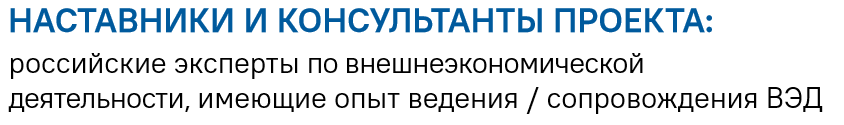 НАСТАВНИКИ И КОНСУЛЬТАНТЫ ПРОЕКТА:
российские эксперты по внешнеэкономической
деятельности, имеющие опыт ведения / сопровождения ВЭД